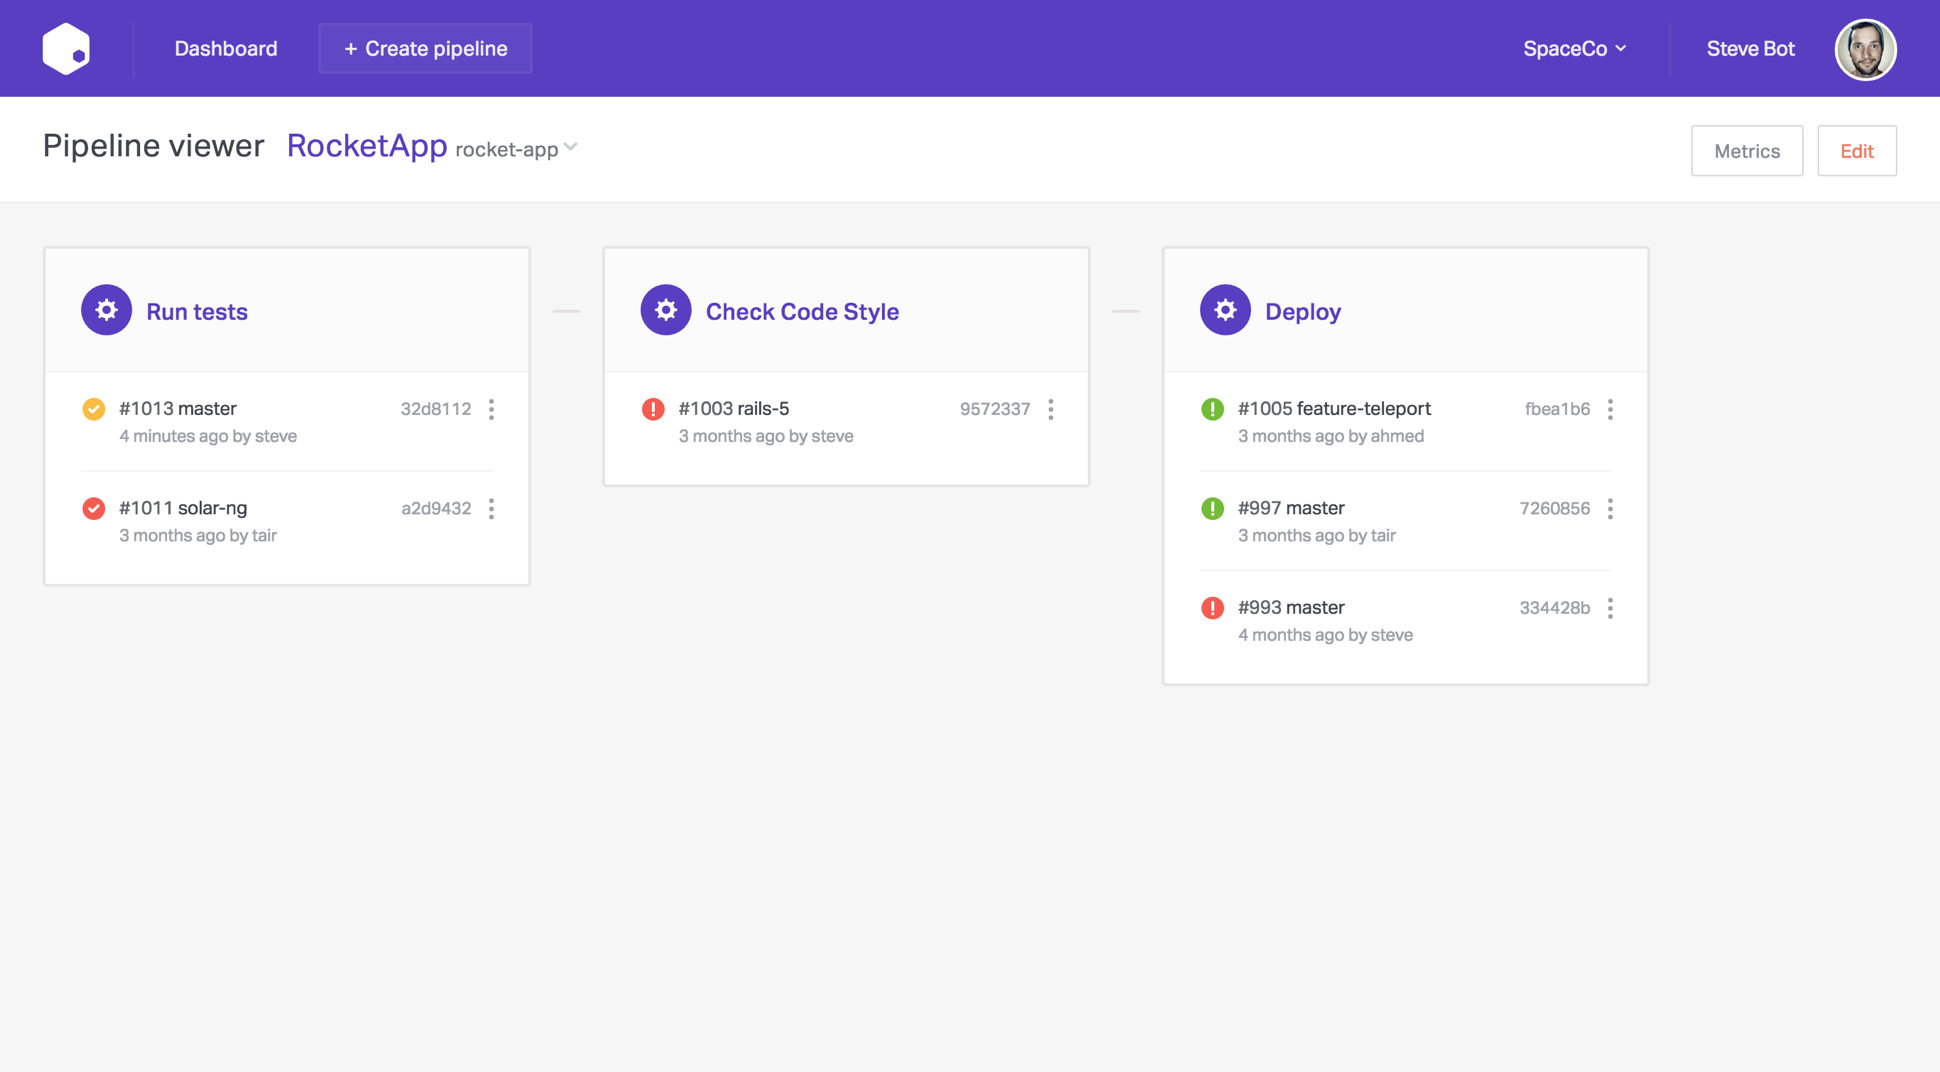 Dashboard
+ Create pipeline
SpaceCo
Steve Bot
Pipeline viewer RocketApp rocket-app
Metrics
Edit
Run tests
#1013 master 32d8112
4 minutes ago by steve
#1011 solar-ng a2d9432
3 months ago by tair
Check Code Style
#1003 rails-5 9572337
3 months ago by steve
Deploy
#1005 feature-teleport fbea1b6
3 months ago by ahmed
#997 master 7260856
3 months ago by tair
#993 master 334428b
4 months ago by steve